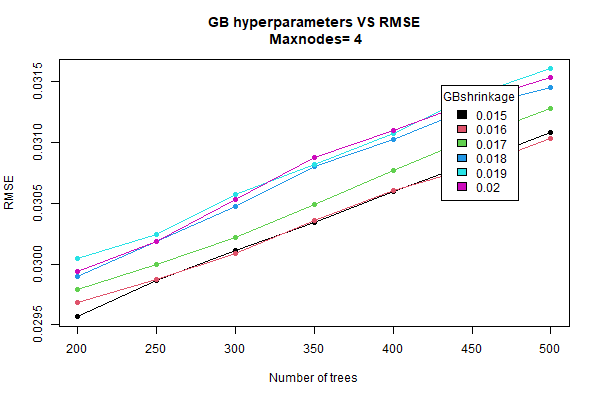 GB hyperparameters VS RMSE
Maxnodes= 4
RMSE
0.0315
0.0310
0.0305
0.0300
0.0295
GBshrinkage
0.015
0.016
0.017
0.018
0.019
0.02
200 250 300 350 400 450 500
Number of trees